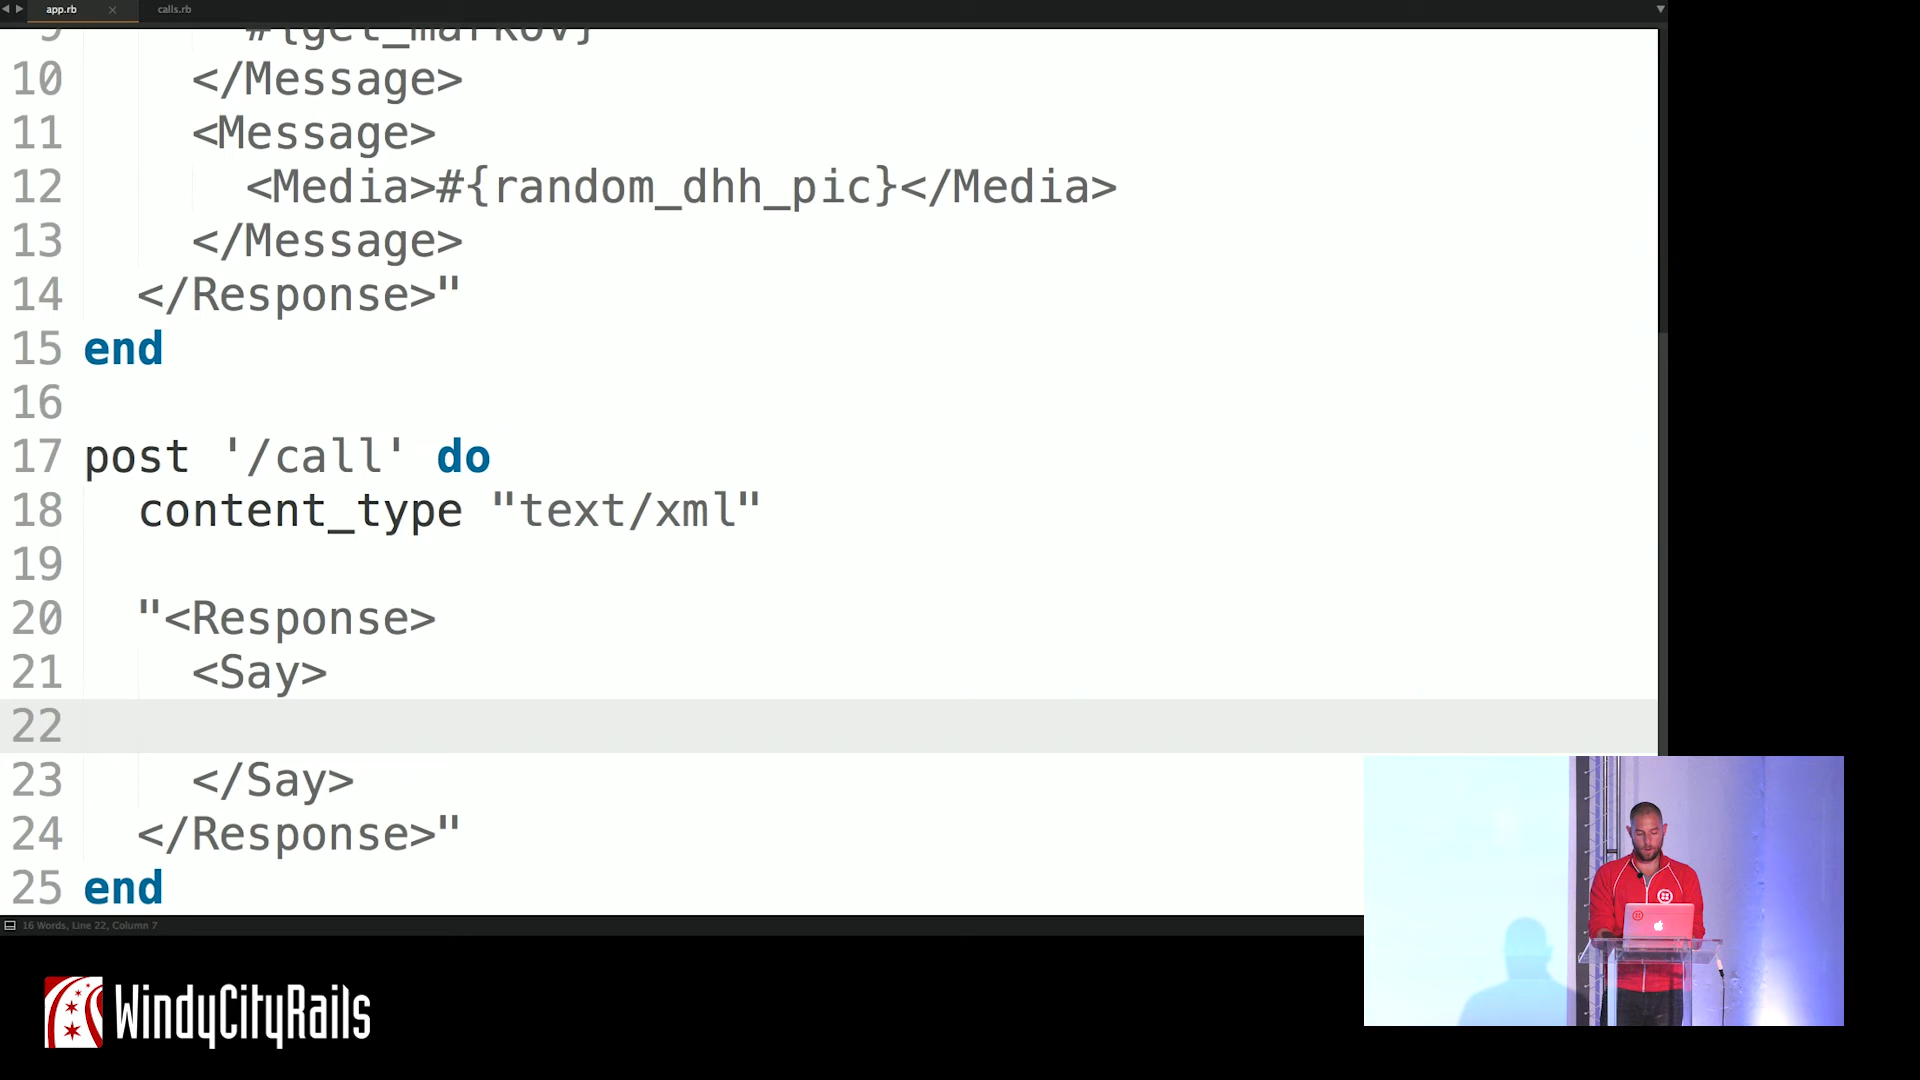 app.rb × calls.rb
9 #{get_markov}
10 </Message>
11 <Message>
12 <Media>#{random_dhh_pic}</Media>
13 </Message>
14 </Response>"
15 end
16
17 post '/call' do
18 content_type "text/xml"
19
20 "<Response>
21 <Say>
22
23 </Say>
24 </Response>"
25 end
16 Words, Line 22, Column 7
WindyCityRails